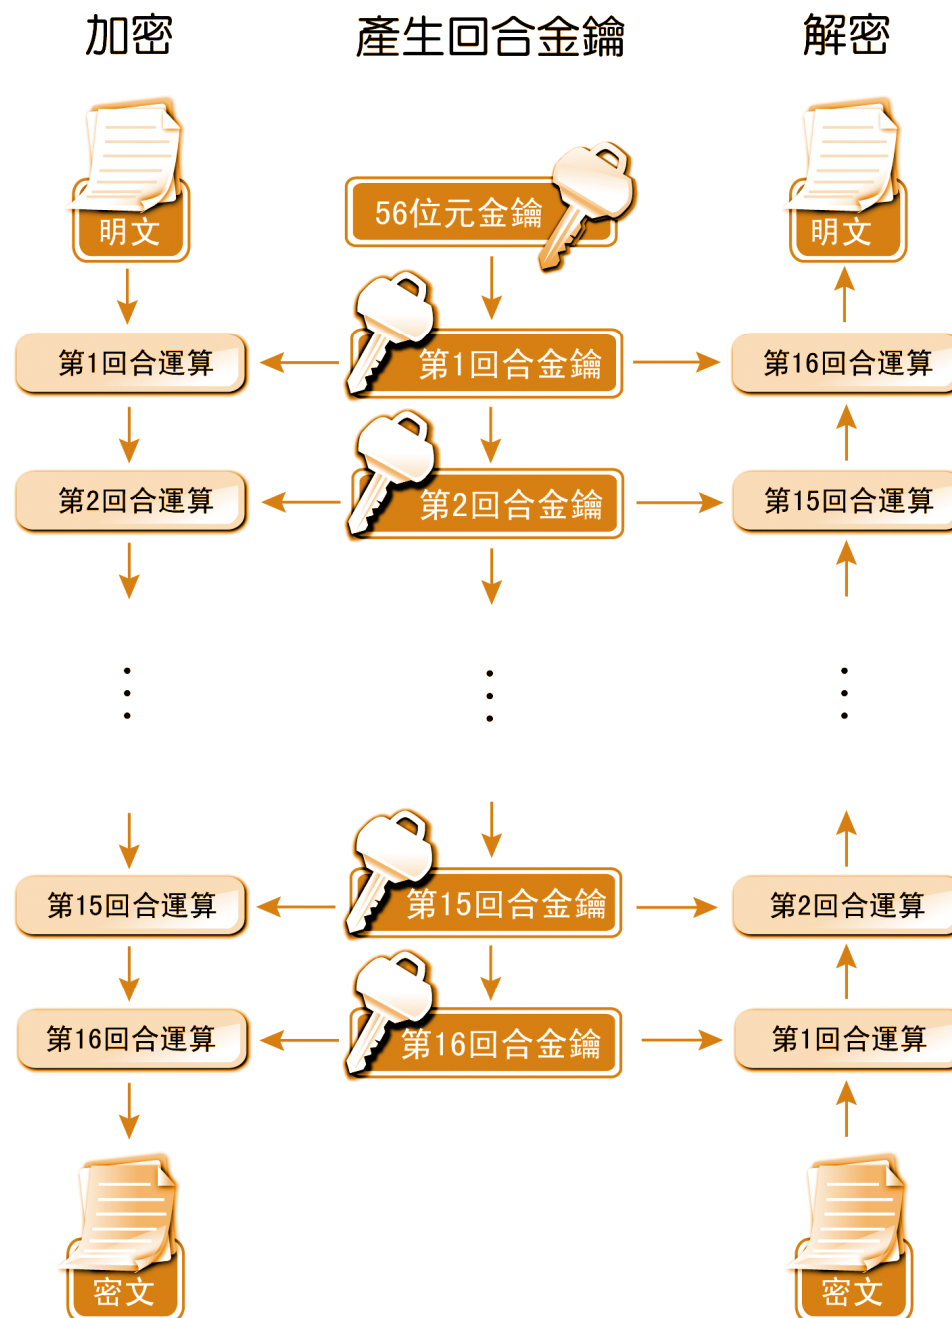 加密
產生回合金鑰
解密
明文
56位元金鑰
明文
第1回合運算
第1回合金鑰
第16回合運算
第2回合運算
第2回合金鑰
第15回合運算
第15回合運算
第15回合金鑰
第2回合運算
第16回合運算
第16回合金鑰
第1回合運算
密文
密文